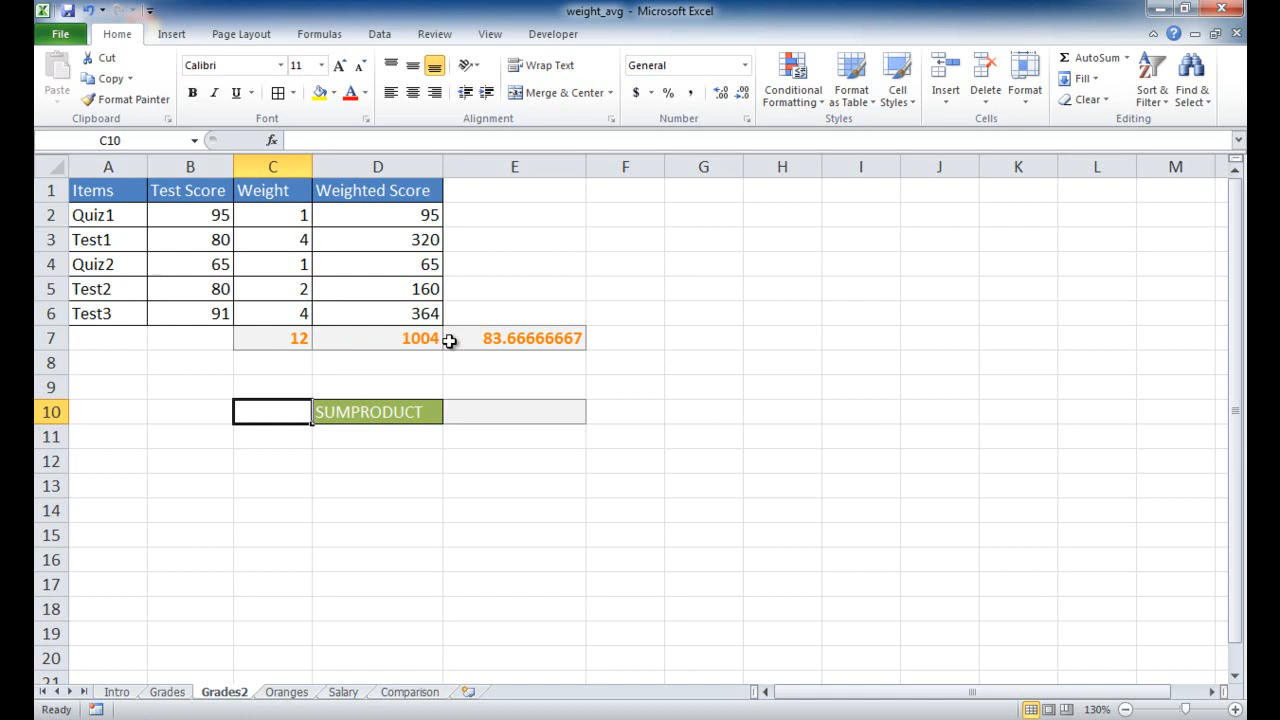 weight_avg - Microsoft Excel
File Home Insert Page Layout Formulas Data Review View Developer
Paste
Cut
Copy
Format Painter
Clipboard
Calibri 11 A A
B I U A
Font
Wrap Text
Merge & Center
Alignment
General
$ % ,
Number
Conditional Formatting
Format as Table
Cell Styles
Styles
Insert Delete Format
Cells
Σ AutoSum
Fill
Clear
Sort & Filter
Find & Select
Editing
C10 fx
A B C D E F G H I J K L M
1 Items Test Score Weight Weighted Score
2 Quiz1 95 1 95
3 Test1 80 4 320
4 Quiz2 65 1 65
5 Test2 80 2 160
6 Test3 91 4 364
7 12 1004 83.66666667
8
9
10 SUMPRODUCT
11
12
13
14
15
16
17
18
19
20
21
Intro Grades Grades2 Oranges Salary Comparison
Ready 130%